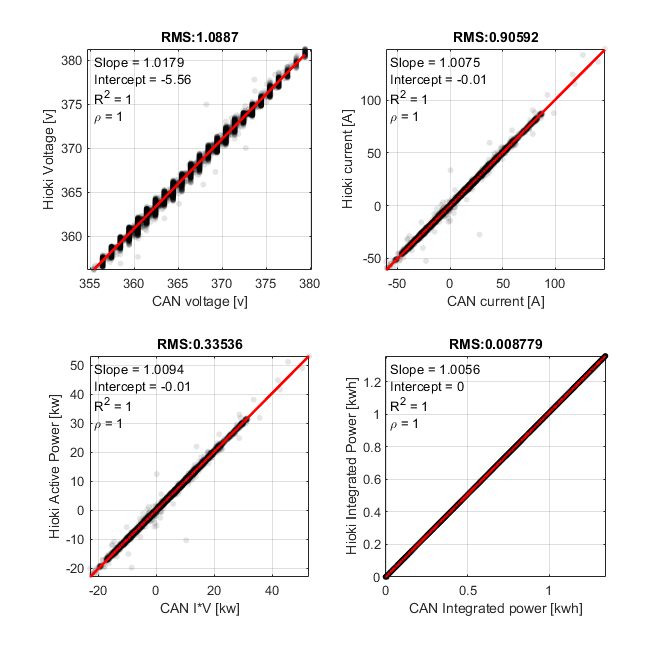 RMS:1.0887
Slope = 1.0179
Intercept = -5.56
R² = 1
ρ = 1
380
375
370
365
360
Hioki Voltage [v]
355
360
365
370
375
380
CAN voltage [v]
RMS:0.90592
Slope = 1.0075
Intercept = -0.01
R² = 1
ρ = 1
100
50
0
-50
Hioki current [A]
-50
0
50
100
CAN current [A]
RMS:0.33536
Slope = 1.0094
Intercept = -0.01
R² = 1
ρ = 1
50
40
30
20
10
0
-10
-20
Hioki Active Power [kw]
-20
0
20
40
CAN I*V [kw]
RMS:0.008779
Slope = 1.0056
Intercept = 0
R² = 1
ρ = 1
1.2
1
0.8
0.6
0.4
0.2
0
Hioki Integrated Power [kwh]
0
0.5
1
CAN Integrated power [kwh]